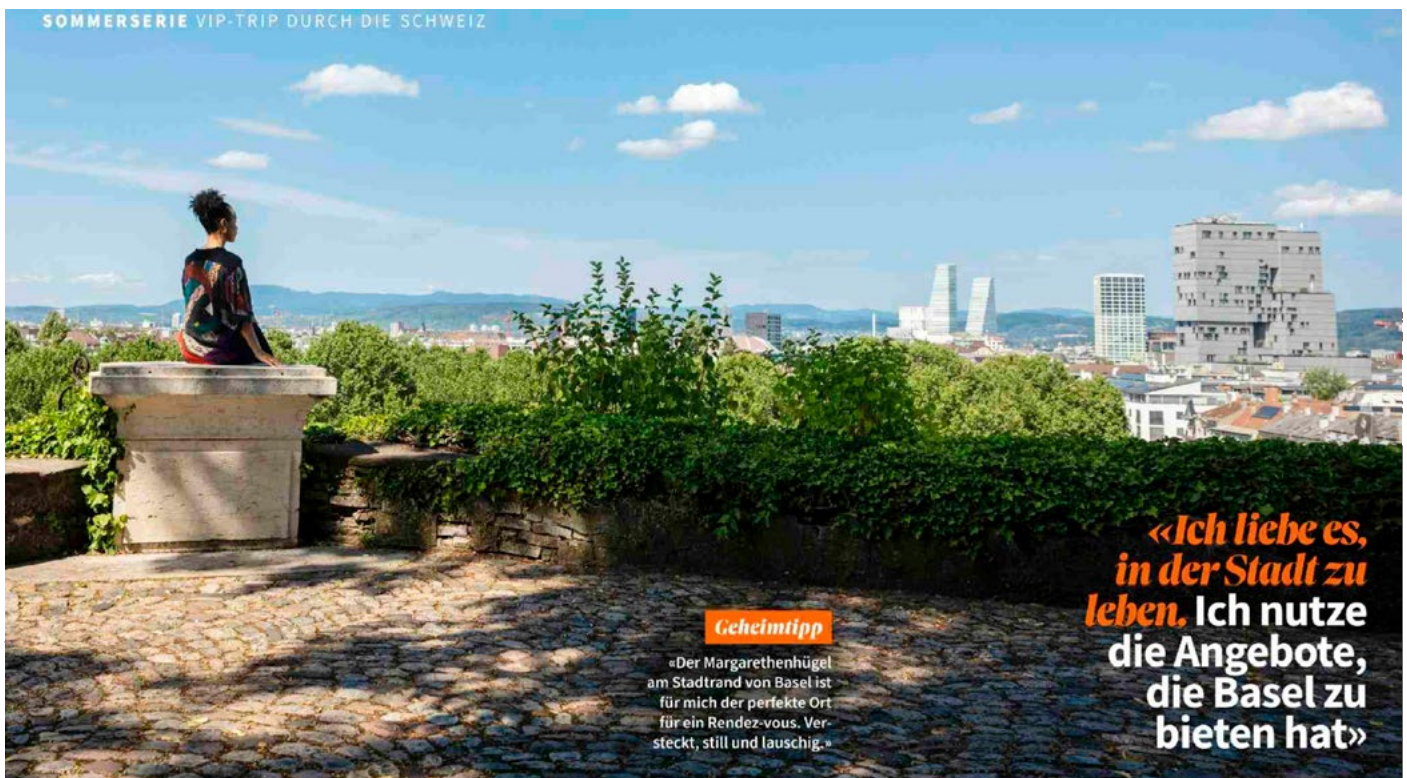 SOMMERSERIE VIP-TRIP DURCH DIE SCHWEIZ
Geheimtipp
«Der Margarethenhügel
am Stadtrand von Basel ist
für mich der perfekte Ort
für ein Rendez-vous. Ver-
steckt, still und lauschig.»
«Ich liebe es,
in der Stadt zu
leben. Ich nutze
die Angebote,
die Basel zu
bieten hat»